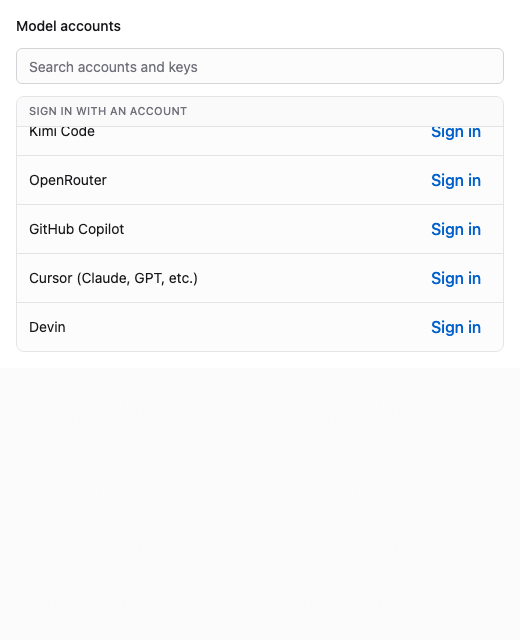 Model accounts
Search accounts and keys
SIGN IN WITH AN ACCOUNT
Kimi Code Sign in
OpenRouter Sign in
GitHub Copilot Sign in
Cursor (Claude, GPT, etc.) Sign in
Devin Sign in